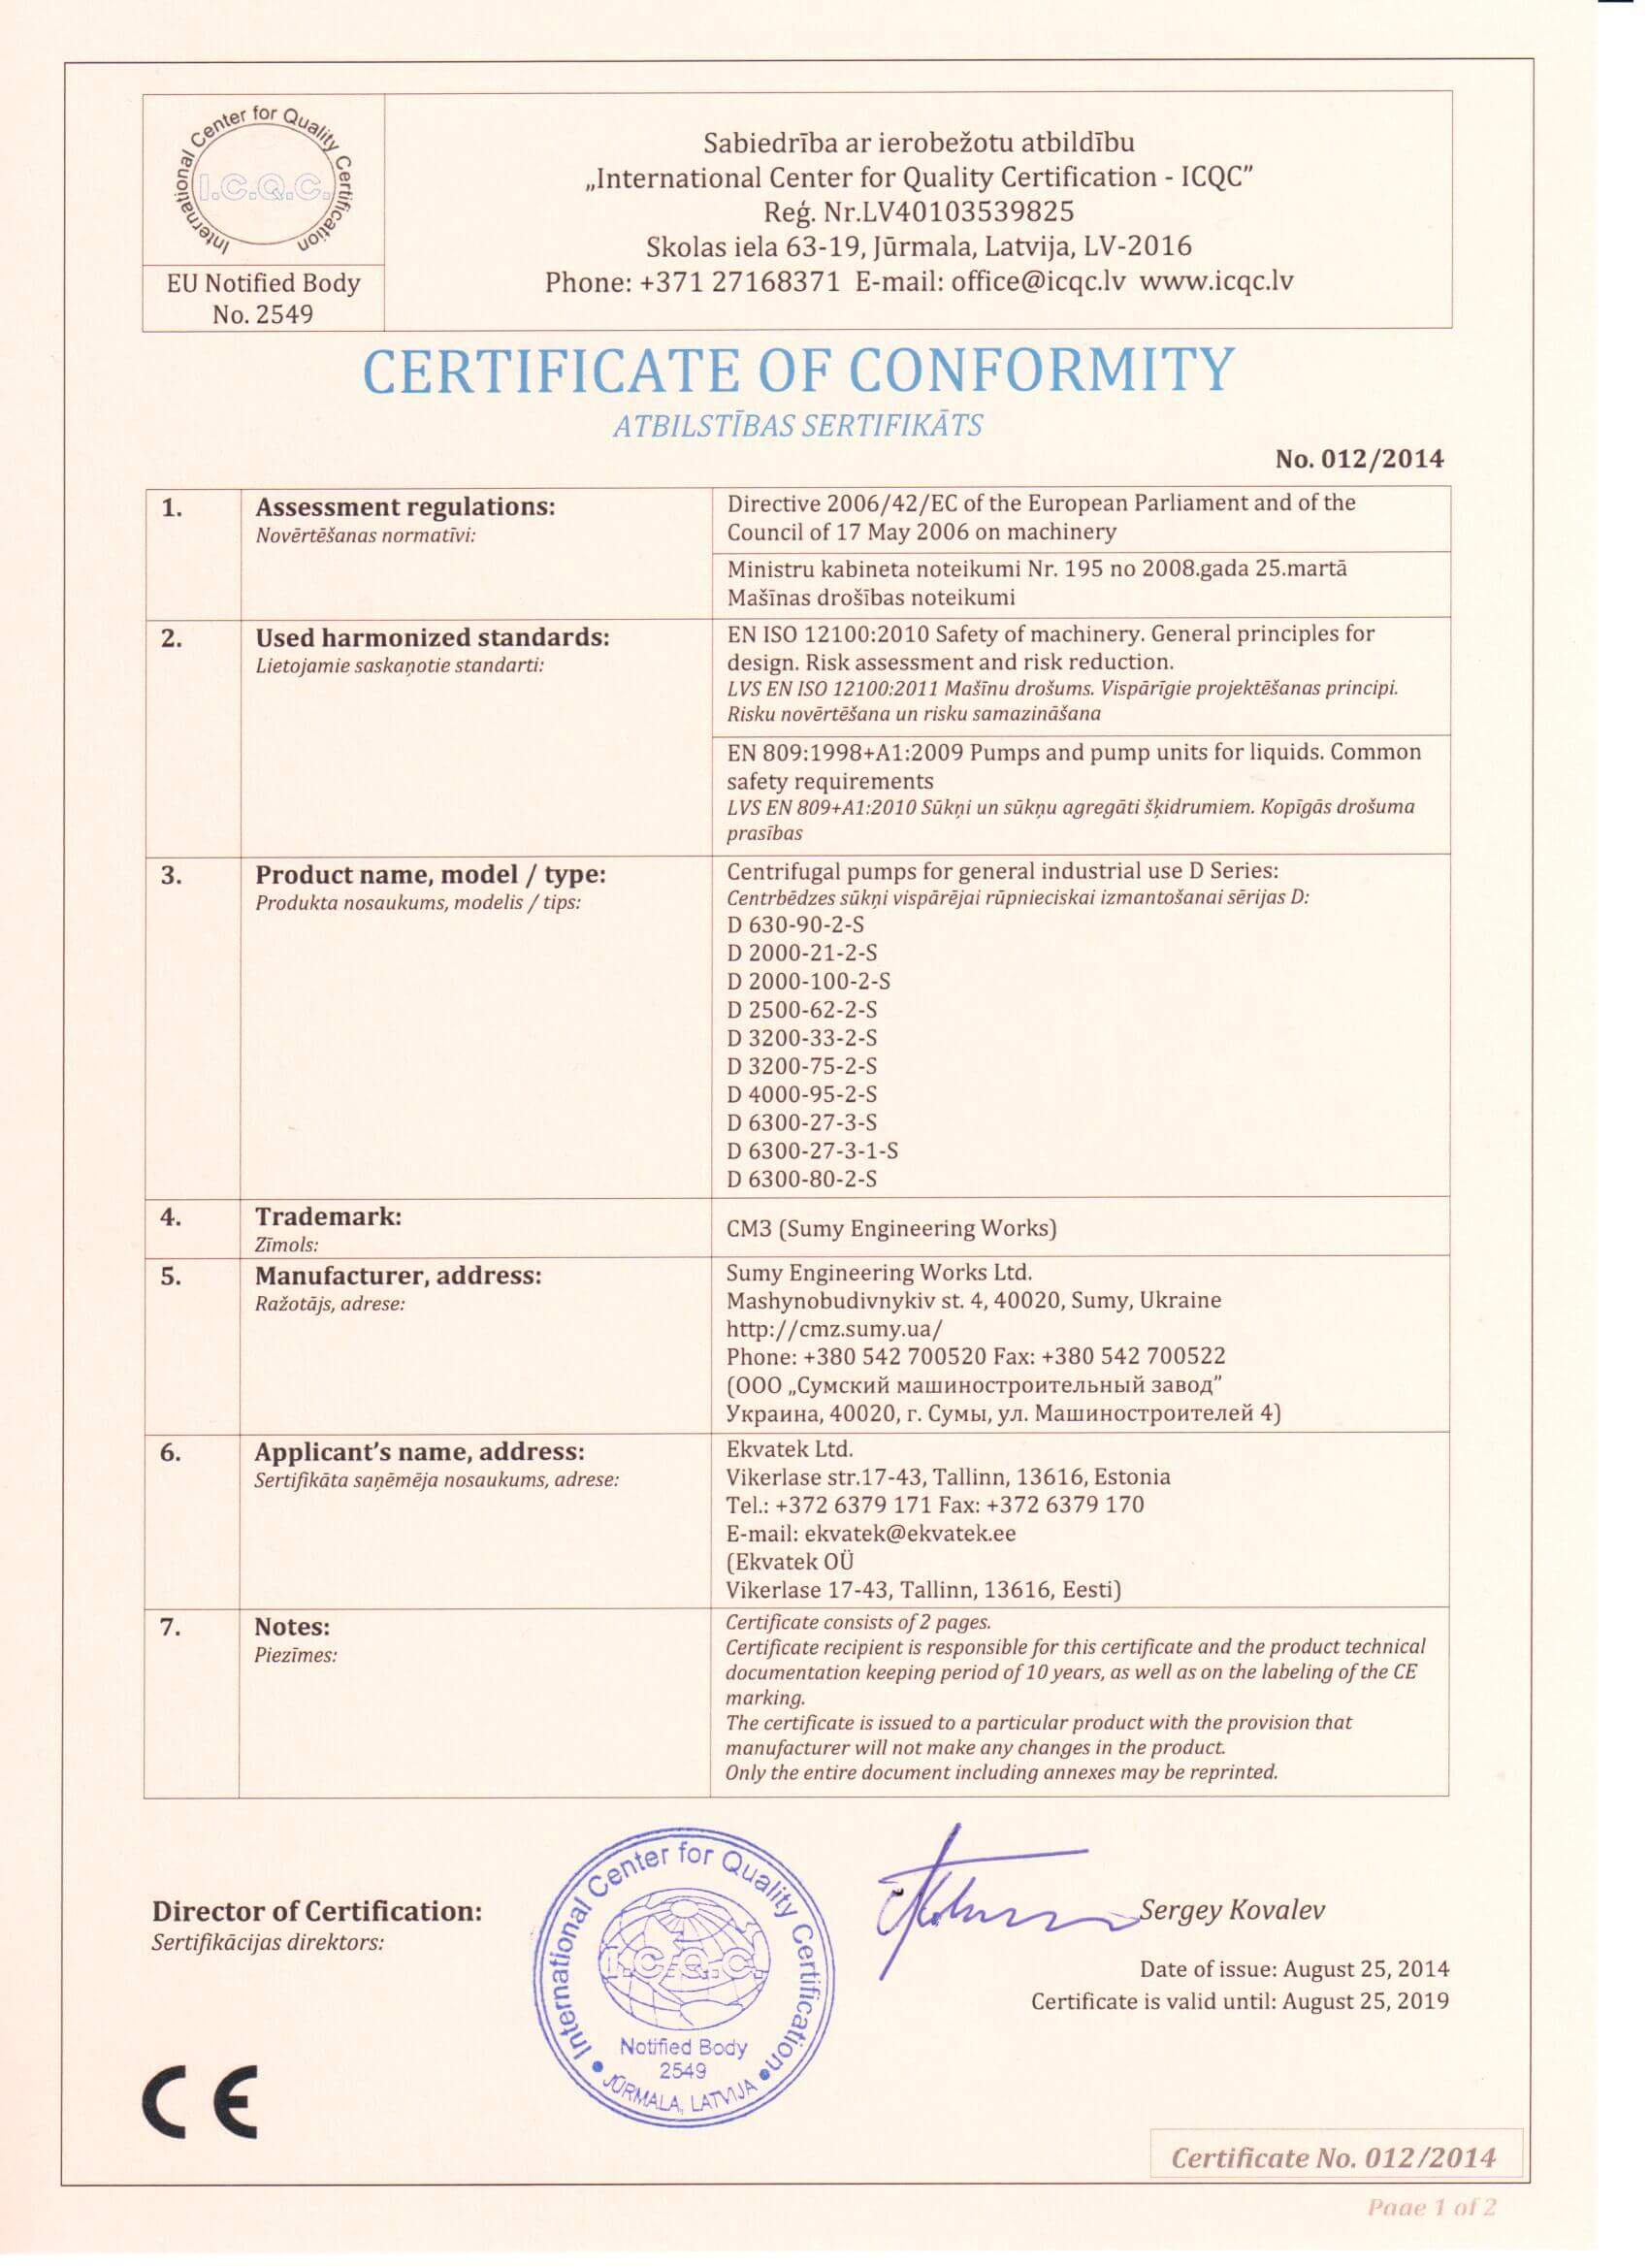 International Center for Quality Certification
I.C.Q.C.
EU Notified Body
No. 2549
Sabiedrība ar ierobežotu atbildību
„International Center for Quality Certification - ICQC”
Reģ. Nr.LV40103539825
Skolas iela 63-19, Jūrmala, Latvija, LV-2016
Phone: +371 27168371 E-mail: office@icqc.lv www.icqc.lv
CERTIFICATE OF CONFORMITY
ATBILSTĪBAS SERTIFIKĀTS
No. 012/2014
1.
Assessment regulations:
Novērtēšanas normatīvi:
Directive 2006/42/EC of the European Parliament and of the
Council of 17 May 2006 on machinery
Ministru kabineta noteikumi Nr. 195 no 2008.gada 25.martā
Mašīnas drošības noteikumi
2.
Used harmonized standards:
Lietojamie saskaņotie standarti:
EN ISO 12100:2010 Safety of machinery. General principles for
design. Risk assessment and risk reduction.
LVS EN ISO 12100:2011 Mašīnu drošums. Vispārīgie projektēšanas principi.
Risku novērtēšana un risku samazināšana
EN 809:1998+A1:2009 Pumps and pump units for liquids. Common
safety requirements
LVS EN 809+A1:2010 Sūkņi un sūkņu agregāti šķidrumiem. Kopīgās drošuma
prasības
3.
Product name, model / type:
Produkta nosaukums, modelis / tips:
Centrifugal pumps for general industrial use D Series:
Centrbēdzes sūkņi vispārējai rūpnieciskai izmantošanai sērijas D:
D 630-90-2-S
D 2000-21-2-S
D 2000-100-2-S
D 2500-62-2-S
D 3200-33-2-S
D 3200-75-2-S
D 4000-95-2-S
D 6300-27-3-S
D 6300-27-3-1-S
D 6300-80-2-S
4.
Trademark:
Zīmols:
СМЗ (Sumy Engineering Works)
5.
Manufacturer, address:
Ražotājs, adrese:
Sumy Engineering Works Ltd.
Mashynobudivnykiv st. 4, 40020, Sumy, Ukraine
http://cmz.sumy.ua/
Phone: +380 542 700520 Fax: +380 542 700522
(ООО „Сумский машиностроительный завод”
Украина, 40020, г. Сумы, ул. Машиностроителей 4)
6.
Applicant’s name, address:
Sertifikāta saņēmēja nosaukums, adrese:
Ekvatek Ltd.
Vikerlase str.17-43, Tallinn, 13616, Estonia
Tel.: +372 6379 171 Fax: +372 6379 170
E-mail: ekvatek@ekvatek.ee
(Ekvatek OÜ
Vikerlase 17-43, Tallinn, 13616, Eesti)
7.
Notes:
Piezīmes:
Certificate consists of 2 pages.
Certificate recipient is responsible for this certificate and the product technical
documentation keeping period of 10 years, as well as on the labeling of the CE
marking.
The certificate is issued to a particular product with the provision that
manufacturer will not make any changes in the product.
Only the entire document including annexes may be reprinted.
Director of Certification:
Sertifikācijas direktors:
International Center for Quality Certification
I.C.Q.C.
Notified Body
2549
JŪRMALA, LATVIJA
Sergey Kovalev
Date of issue: August 25, 2014
Certificate is valid until: August 25, 2019
CE
Certificate No. 012/2014
Page 1 of 2